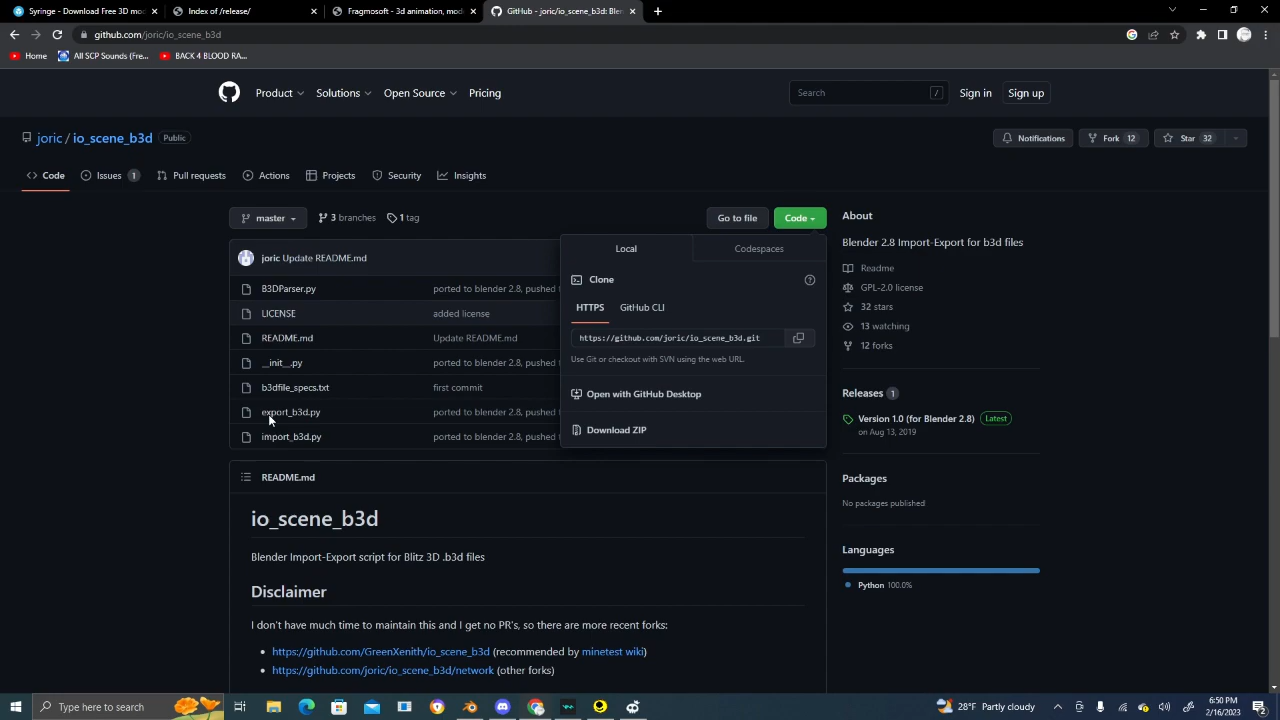 Syringe - Download Free 3D mo
Index of /release/
Fragmosoft - 3d animation, mod
GitHub - joric/io_scene_b3d: Ble
github.com/joric/io_scene_b3d
Home
All SCP Sounds (Fre...
BACK 4 BLOOD RA...
Product
Solutions
Open Source
Pricing
Search
/
Sign in
Sign up
joric / io_scene_b3d
Public
Notifications
Fork 12
Star 32
Code
Issues 1
Pull requests
Actions
Projects
Security
Insights
master
3 branches
1 tag
Go to file
Code
joric Update README.md
B3DParser.py
ported to blender 2.8, pushed t
LICENSE
added license
README.md
Update README.md
__init__.py
ported to blender 2.8, pushed t
b3dfile_specs.txt
first commit
export_b3d.py
ported to blender 2.8, pushed t
import_b3d.py
ported to blender 2.8, pushed t
Local
Codespaces
Clone
HTTPS
GitHub CLI
https://github.com/joric/io_scene_b3d.git
Use Git or checkout with SVN using the web URL.
Open with GitHub Desktop
Download ZIP
About
Blender 2.8 Import-Export for b3d files
Readme
GPL-2.0 license
32 stars
13 watching
12 forks
Releases 1
Version 1.0 (for Blender 2.8)
Latest
on Aug 13, 2019
Packages
No packages published
Languages
Python 100.0%
README.md
io_scene_b3d
Blender Import-Export script for Blitz 3D .b3d files
Disclaimer
I don't have much time to maintain this and I get no PR's, so there are more recent forks:
https://github.com/GreenXenith/io_scene_b3d (recommended by minetest wiki)
https://github.com/joric/io_scene_b3d/network (other forks)
Type here to search
28°F Partly cloudy
6:50 PM
2/16/2023